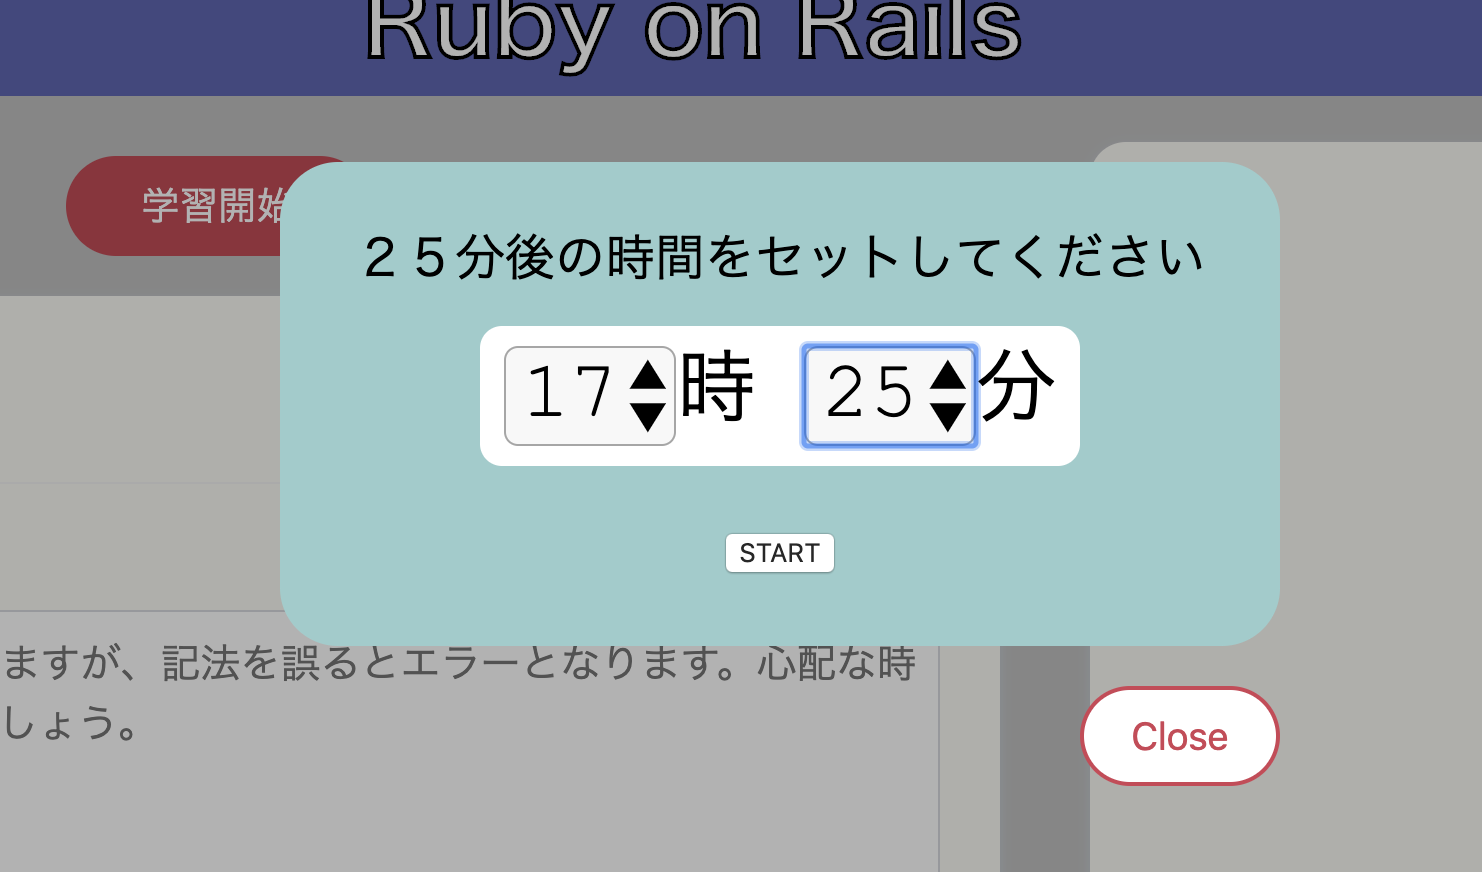 Ruby on Rails
学習開始
２５分後の時間をセットしてください
17時 25分
START
ますが、記法を誤るとエラーとなります。心配な時
しょう。
Close